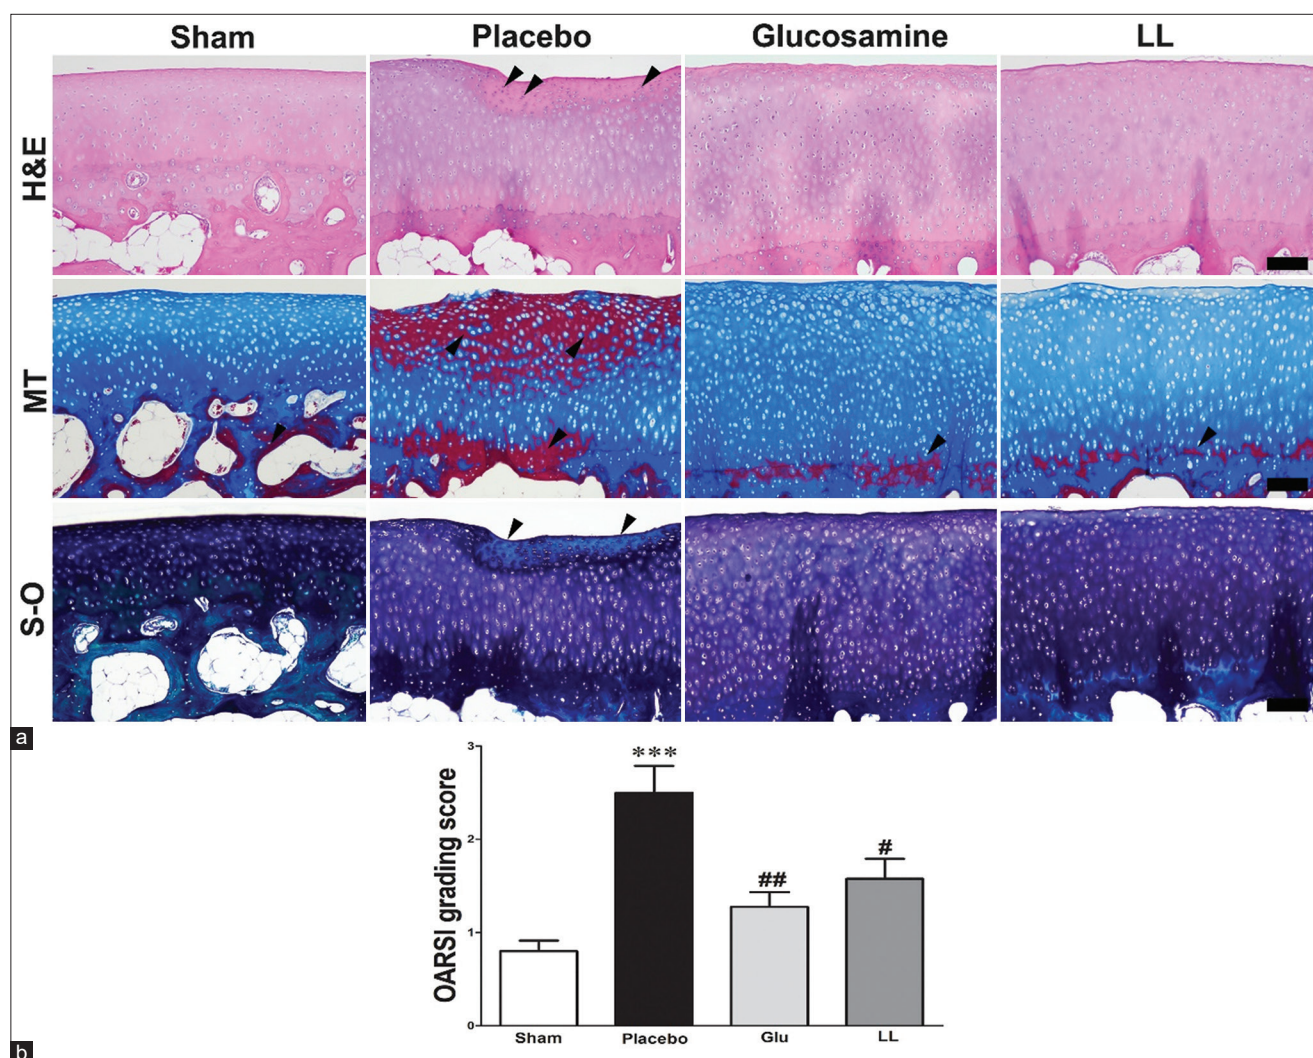 Sham Placebo Glucosamine LL
H&E
MT
S-O
a
3
2
1
0
OARSI grading score
***
##
#
Sham Placebo Glu LL
b